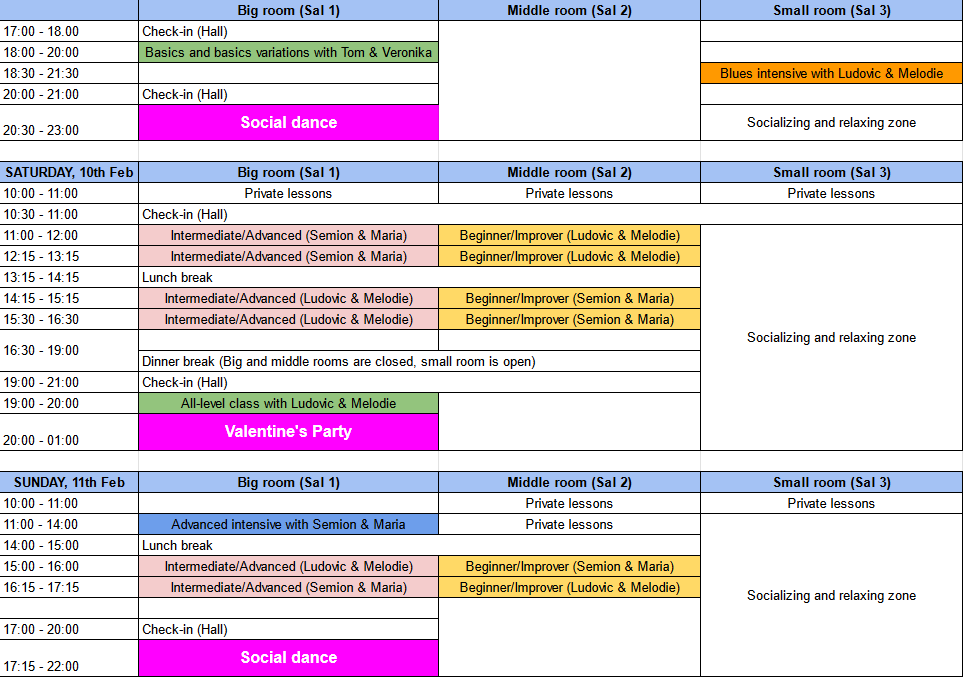 Big room (Sal 1) Middle room (Sal 2) Small room (Sal 3)
17:00 - 18.00 Check-in (Hall)
18:00 - 20:00 Basics and basics variations with Tom & Veronika
18:30 - 21:30 Blues intensive with Ludovic & Melodie
20:00 - 21:00 Check-in (Hall)
20:30 - 23:00 Social dance Socializing and relaxing zone
SATURDAY, 10th Feb Big room (Sal 1) Middle room (Sal 2) Small room (Sal 3)
10:00 - 11:00 Private lessons Private lessons Private lessons
10:30 - 11:00 Check-in (Hall)
11:00 - 12:00 Intermediate/Advanced (Semion & Maria) Beginner/Improver (Ludovic & Melodie)
12:15 - 13:15 Intermediate/Advanced (Semion & Maria) Beginner/Improver (Ludovic & Melodie)
13:15 - 14:15 Lunch break
14:15 - 15:15 Intermediate/Advanced (Ludovic & Melodie) Beginner/Improver (Semion & Maria)
15:30 - 16:30 Intermediate/Advanced (Ludovic & Melodie) Beginner/Improver (Semion & Maria)
Socializing and relaxing zone
16:30 - 19:00
Dinner break (Big and middle rooms are closed, small room is open)
19:00 - 21:00 Check-in (Hall)
19:00 - 20:00 All-level class with Ludovic & Melodie
20:00 - 01:00 Valentine's Party
SUNDAY, 11th Feb Big room (Sal 1) Middle room (Sal 2) Small room (Sal 3)
10:00 - 11:00 Private lessons Private lessons
11:00 - 14:00 Advanced intensive with Semion & Maria Private lessons
14:00 - 15:00 Lunch break
15:00 - 16:00 Intermediate/Advanced (Ludovic & Melodie) Beginner/Improver (Semion & Maria)
16:15 - 17:15 Intermediate/Advanced (Semion & Maria) Beginner/Improver (Ludovic & Melodie)
Socializing and relaxing zone
17:00 - 20:00 Check-in (Hall)
17:15 - 22:00 Social dance